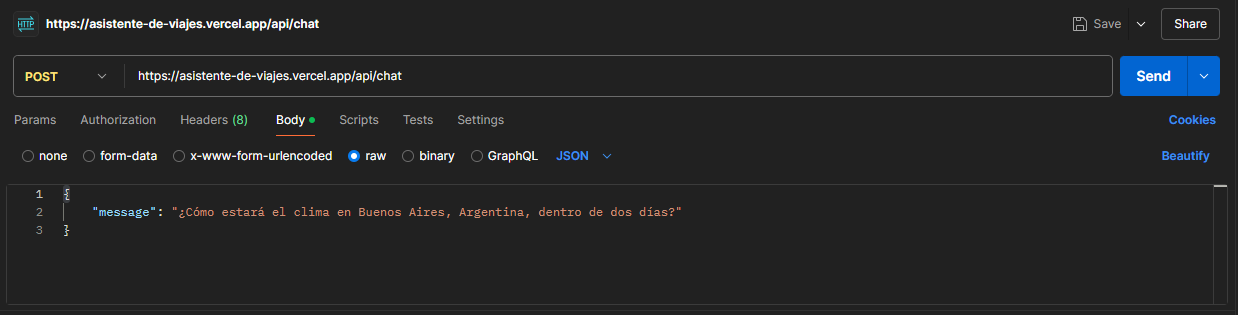 HTTP https://asistente-de-viajes.vercel.app/api/chat Save Share
POST https://asistente-de-viajes.vercel.app/api/chat Send
Params Authorization Headers (8) Body Scripts Tests Settings Cookies
none form-data x-www-form-urlencoded raw binary GraphQL JSON Beautify
1 {
2 "message": "¿Cómo estará el clima en Buenos Aires, Argentina, dentro de dos días?"
3 }